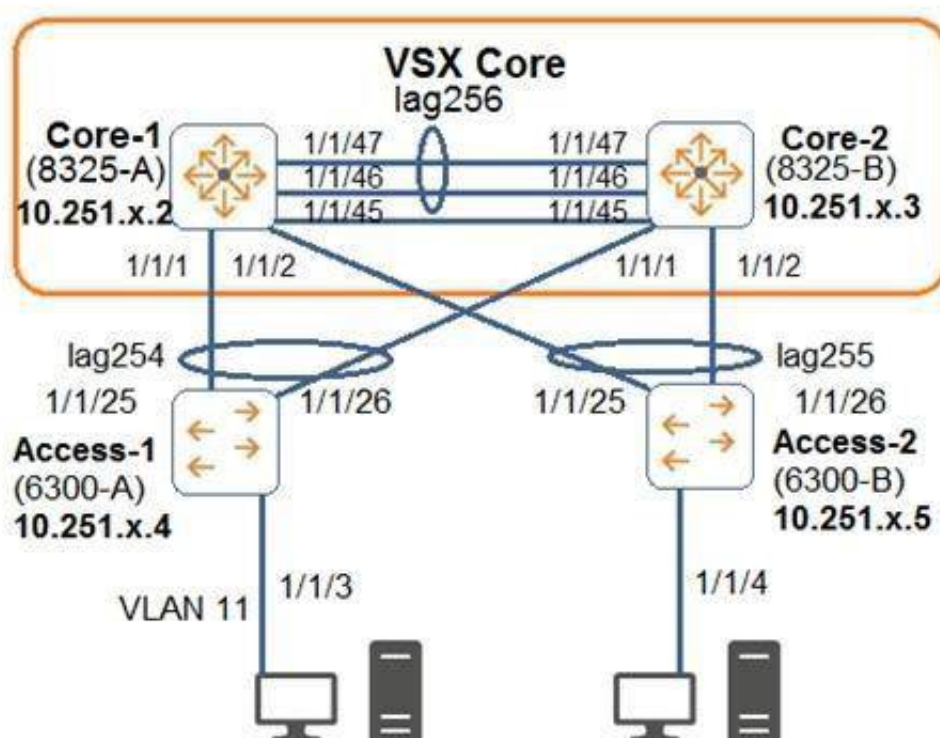 VSX Core
lag256
Core-1
(8325-A)
10.251.x.2
1/1/47
1/1/46
1/1/45
1/1/47
1/1/46
1/1/45
Core-2
(8325-B)
10.251.x.3
1/1/1
1/1/2
1/1/1
1/1/2
lag254
lag255
1/1/25
1/1/26
1/1/25
1/1/26
Access-1
(6300-A)
10.251.x.4
Access-2
(6300-B)
10.251.x.5
VLAN 11
1/1/3
1/1/4